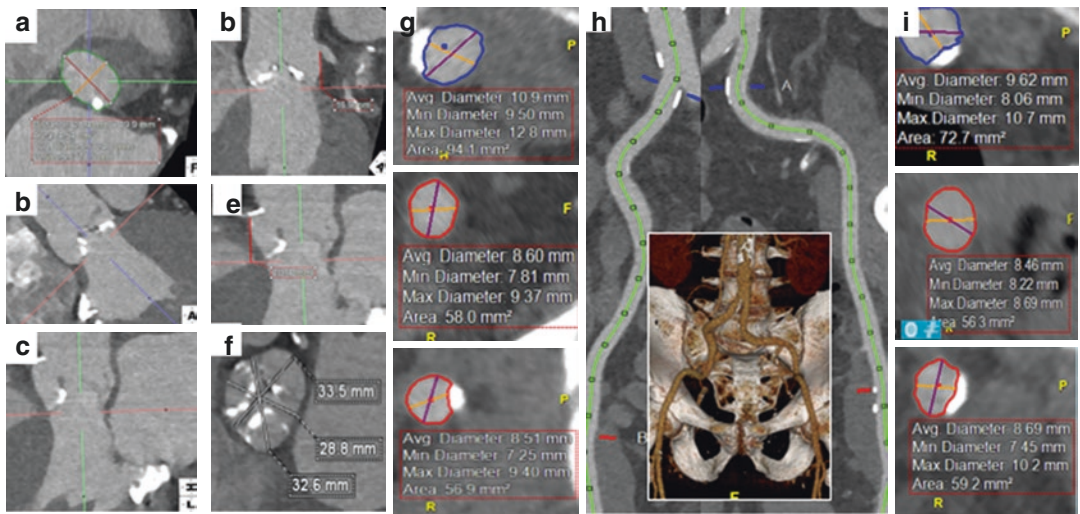 a
b
b
e
c
f
33.5 mm
28.8 mm
32.6 mm
g
P
Avg. Diameter: 10.9 mm
Min Diameter: 9.50 mm
Max Diameter: 12.8 mm
Area: 94.1 mm²
R
F
Avg. Diameter: 8.60 mm
Min Diameter: 7.81 mm
Max Diameter: 9.37 mm
Area: 58.0 mm²
R
P
Avg. Diameter: 8.51 mm
Min Diameter: 7.25 mm
Max Diameter: 9.40 mm
Area: 56.9 mm²
R
h
A
B
i
P
Avg. Diameter: 9.62 mm
Min Diameter: 8.06 mm
Max Diameter: 10.7 mm
Area: 72.7 mm²
R
Avg. Diameter: 8.46 mm
Min Diameter: 8.22 mm
Max Diameter: 8.69 mm
Area 56.3 mm²
R
P
Avg. Diameter: 8.69 mm
Min Diameter: 7.45 mm
Max Diameter: 10.2 mm
Area: 59.2 mm²
R